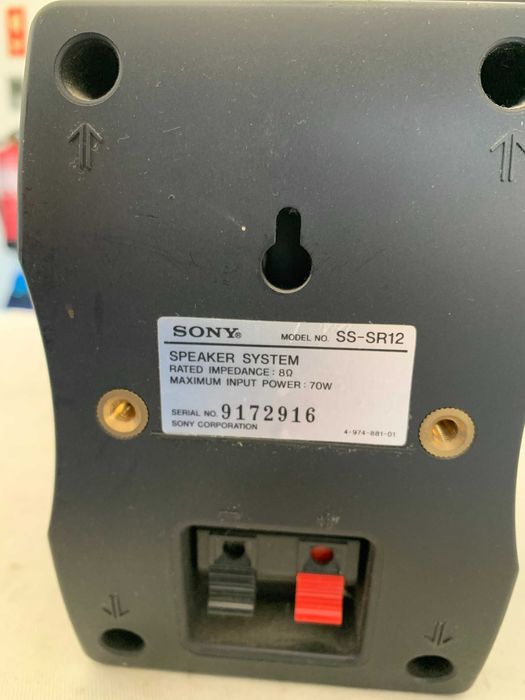 SONY® MODEL NO. SS-SR12
SPEAKER SYSTEM
RATED IMPEDANCE : 8Ω
MAXIMUM INPUT POWER : 70W
SERIAL NO. 9172916
SONY CORPORATION 4-974-881-01